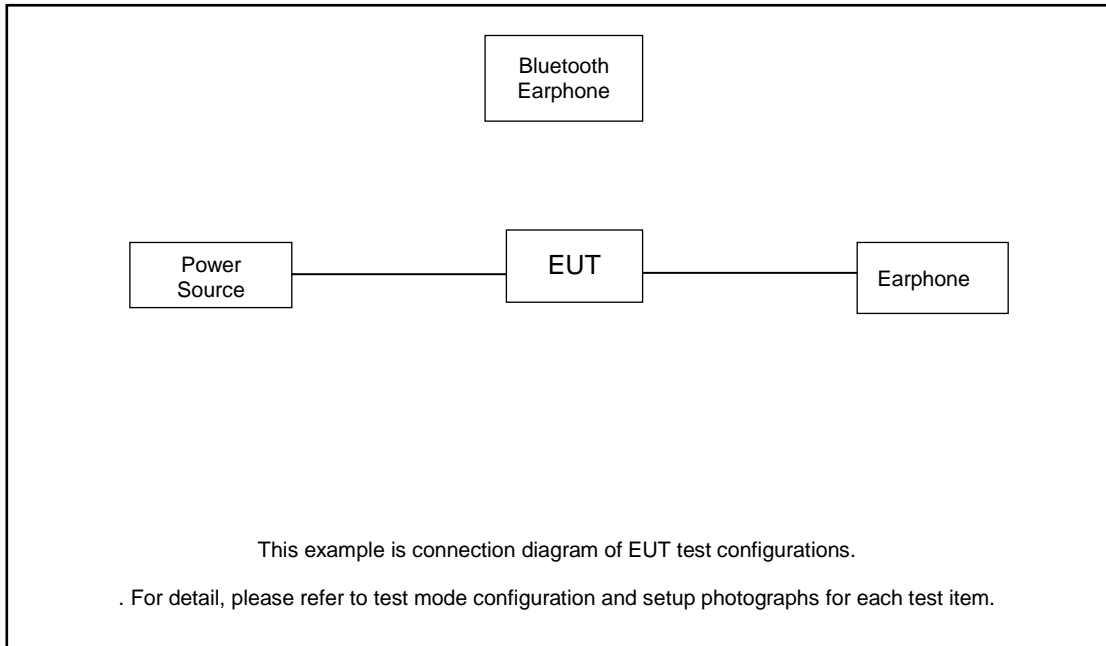 Bluetooth
Earphone
Power
Source
EUT
Earphone
This example is connection diagram of EUT test configurations.
. For detail, please refer to test mode configuration and setup photographs for each test item.